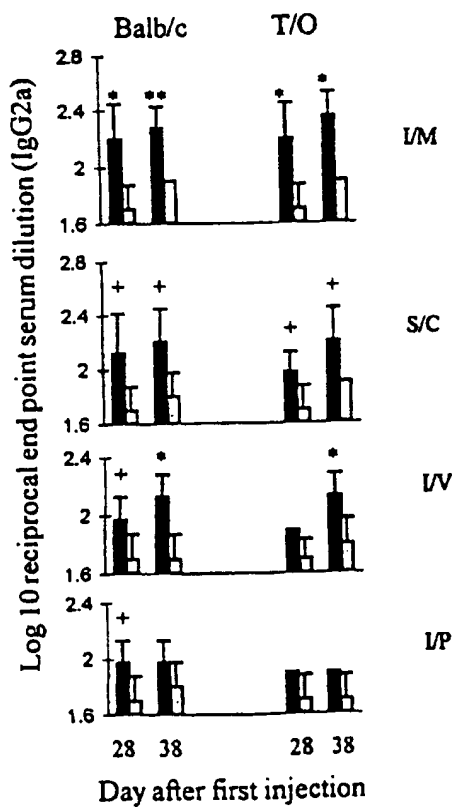 Balb/c T/O
Log 10 reciprocal end point serum dilution (IgG2a)
2.8
* ** * *
2.4
I/M
2
1.6
2.8
+ + + +
S/C
2.4
2
1.6
2.4
+ * *
I/V
2
1.6
2.4
+
I/P
2
1.6
28 38 28 38
Day after first injection